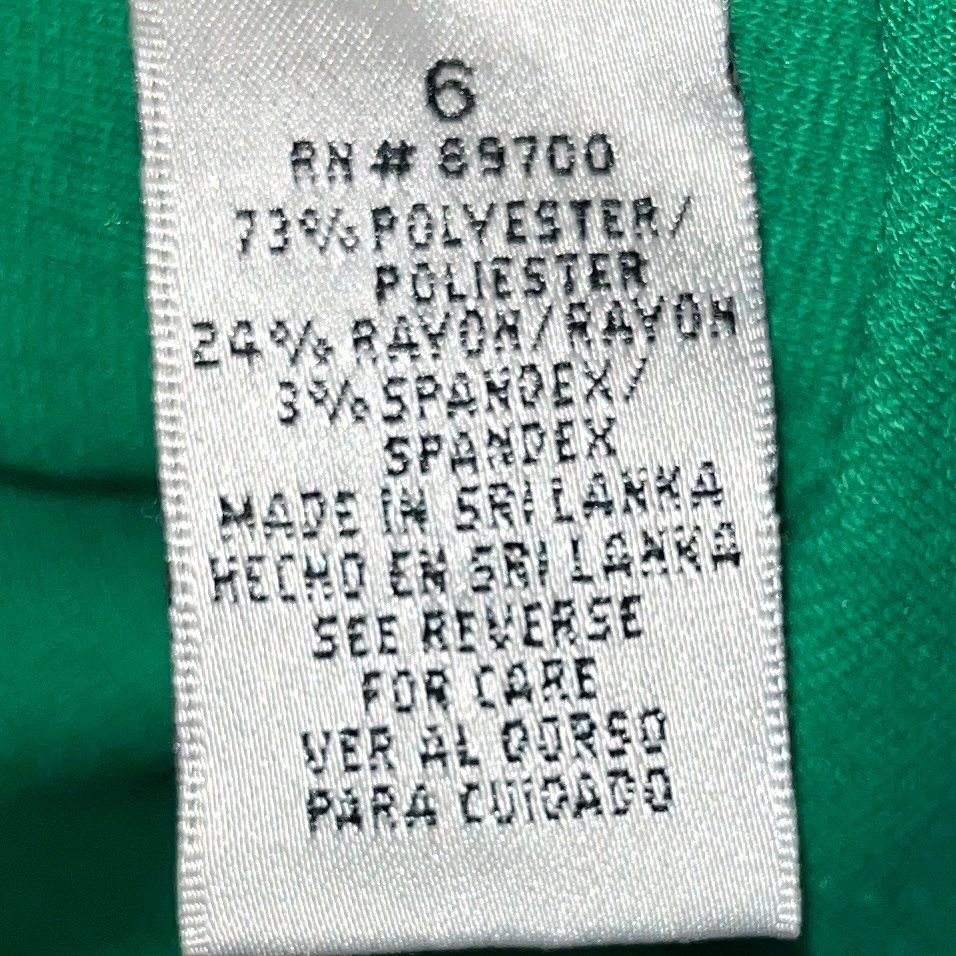 6
RN # 89700
73% POLYESTER/
POLIESTER
24% RAYON/RAYON
3% SPANDEX/
SPANDEX
MADE IN SRI LANKA
HECHO EN SRI LANKA
SEE REVERSE
FOR CARE
VER AL DORSO
PARA CUIDADO